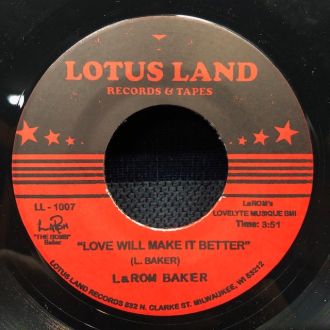 LOTUS LAND
RECORDS & TAPES
LL - 1007
"THE BOMB"
Baker
LaROM's
LOVELYTE MUSIQUE BMI
Time: 3:51
"LOVE WILL MAKE IT BETTER"
(L. BAKER)
LaROM BAKER
LOTUS LAND RECORDS 832 N. CLARKE ST. MILWAUKEE, WI 53212